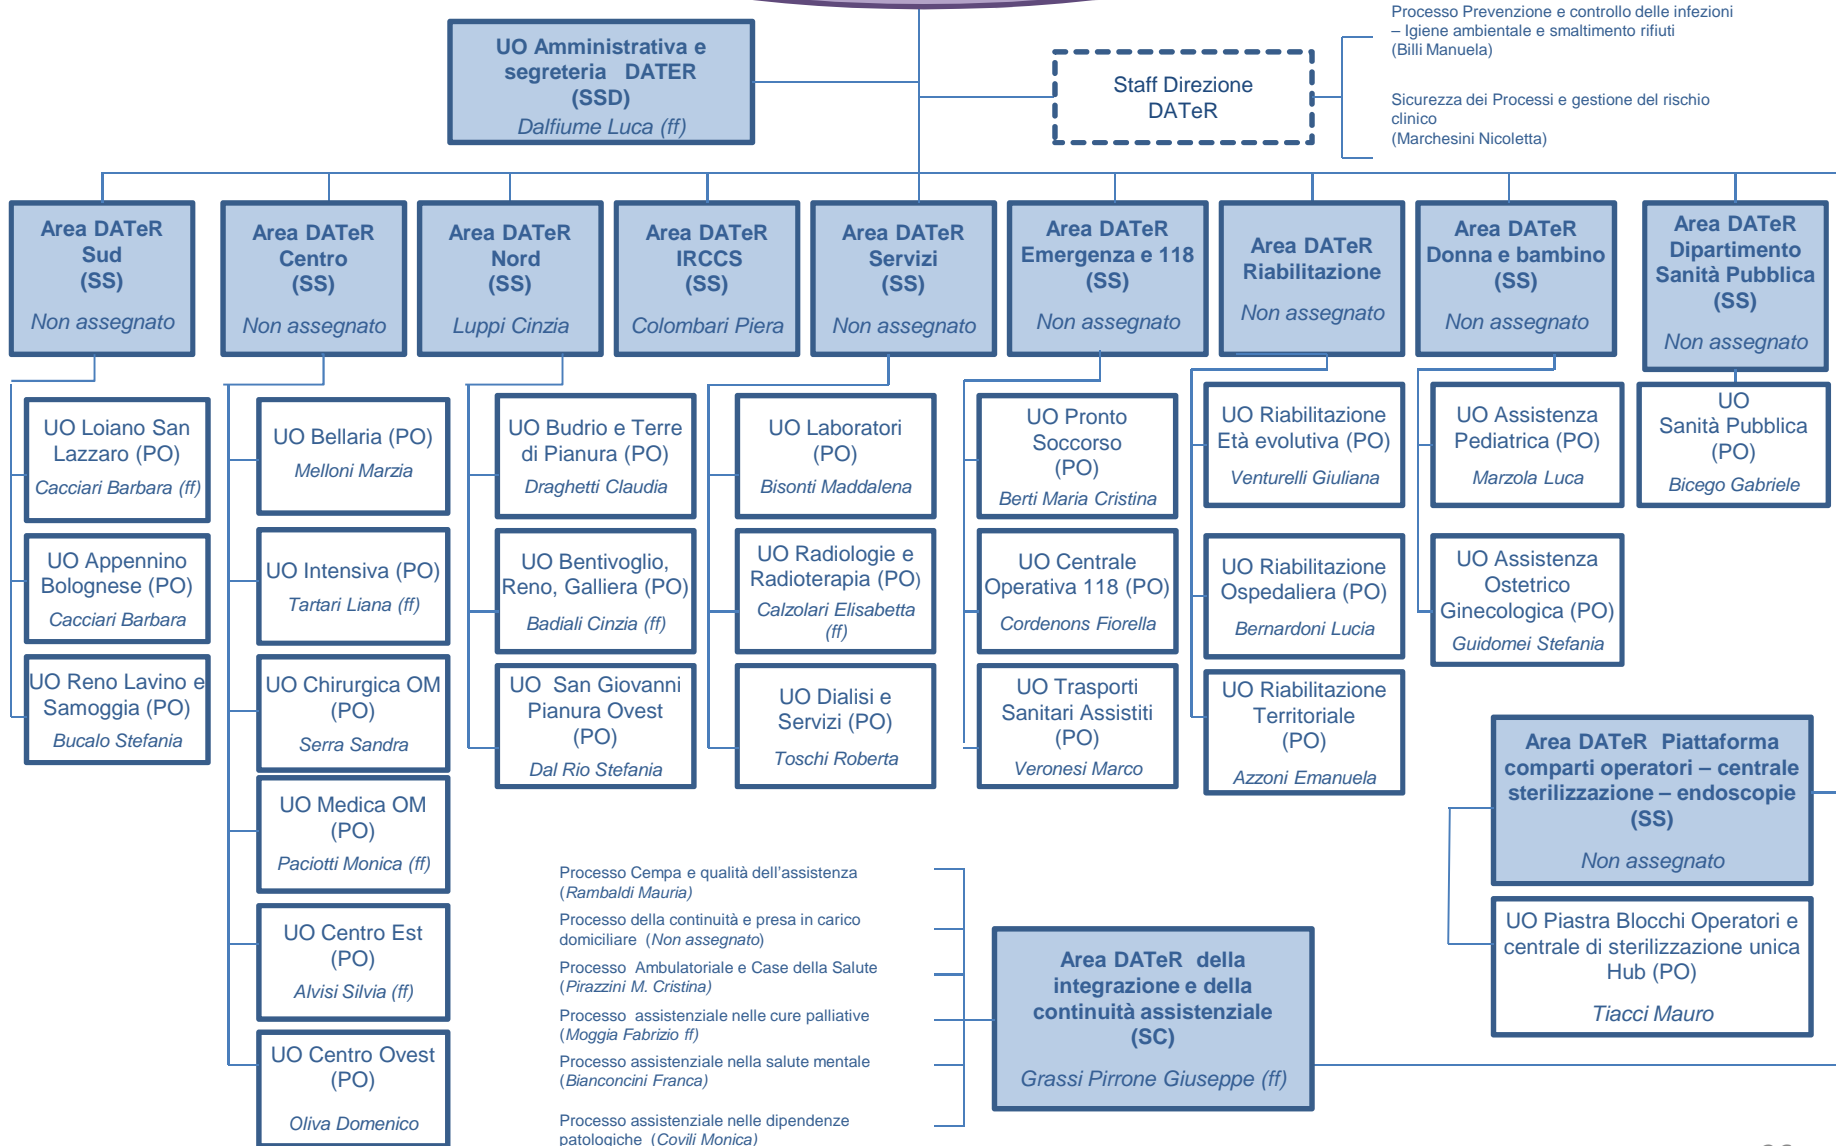 Processo Prevenzione e controllo delle infezioni
– Igiene ambientale e smaltimento rifiuti
(Billi Manuela)
UO Amministrativa e
segreteria DATER
(SSD)
Dalfiume Luca (ff)
Staff Direzione
DATeR
Sicurezza dei Processi e gestione del rischio
clinico
(Marchesini Nicoletta)
Area DATeR
Sud
(SS)
Non assegnato
Area DATeR
Centro
(SS)
Non assegnato
Area DATeR
Nord
(SS)
Luppi Cinzia
Area DATeR
IRCCS
(SS)
Colombari Piera
Area DATeR
Servizi
(SS)
Non assegnato
Area DATeR
Emergenza e 118
(SS)
Non assegnato
Area DATeR
Riabilitazione
Non assegnato
Area DATeR
Donna e bambino
(SS)
Non assegnato
Area DATeR
Dipartimento
Sanità Pubblica
(SS)
Non assegnato
UO Loiano San
Lazzaro (PO)
Cacciari Barbara (ff)
UO Appennino
Bolognese (PO)
Cacciari Barbara
UO Reno Lavino e
Samoggia (PO)
Bucalo Stefania
UO Bellaria (PO)
Melloni Marzia
UO Intensiva (PO)
Tartari Liana (ff)
UO Chirurgica OM
(PO)
Serra Sandra
UO Medica OM
(PO)
Paciotti Monica (ff)
UO Centro Est
(PO)
Alvisi Silvia (ff)
UO Centro Ovest
(PO)
Oliva Domenico
UO Budrio e Terre
di Pianura (PO)
Draghetti Claudia
UO Bentivoglio,
Reno, Galliera (PO)
Badiali Cinzia (ff)
UO San Giovanni
Pianura Ovest
(PO)
Dal Rio Stefania
UO Laboratori
(PO)
Bisonti Maddalena
UO Radiologie e
Radioterapia (PO)
Calzolari Elisabetta
(ff)
UO Dialisi e
Servizi (PO)
Toschi Roberta
UO Pronto
Soccorso
(PO)
Berti Maria Cristina
UO Centrale
Operativa 118 (PO)
Cordenons Fiorella
UO Trasporti
Sanitari Assistiti
(PO)
Veronesi Marco
UO Riabilitazione
Età evolutiva (PO)
Venturelli Giuliana
UO Riabilitazione
Ospedaliera (PO)
Bernardoni Lucia
UO Riabilitazione
Territoriale
(PO)
Azzoni Emanuela
UO Assistenza
Pediatrica (PO)
Marzola Luca
UO Assistenza
Ostetrico
Ginecologica (PO)
Guidomei Stefania
UO
Sanità Pubblica
(PO)
Bicego Gabriele
Area DATeR Piattaforma
comparti operatori – centrale
sterilizzazione – endoscopie
(SS)
Non assegnato
UO Piastra Blocchi Operatori e
centrale di sterilizzazione unica
Hub (PO)
Tiacci Mauro
Processo Cempa e qualità dell'assistenza
(Rambaldi Mauria)
Processo della continuità e presa in carico
domiciliare (Non assegnato)
Processo Ambulatoriale e Case della Salute
(Pirazzini M. Cristina)
Processo assistenziale nelle cure palliative
(Moggia Fabrizio ff)
Processo assistenziale nella salute mentale
(Bianconcini Franca)
Processo assistenziale nelle dipendenze
patologiche (Covili Monica)
Area DATeR della
integrazione e della
continuità assistenziale
(SC)
Grassi Pirrone Giuseppe (ff)